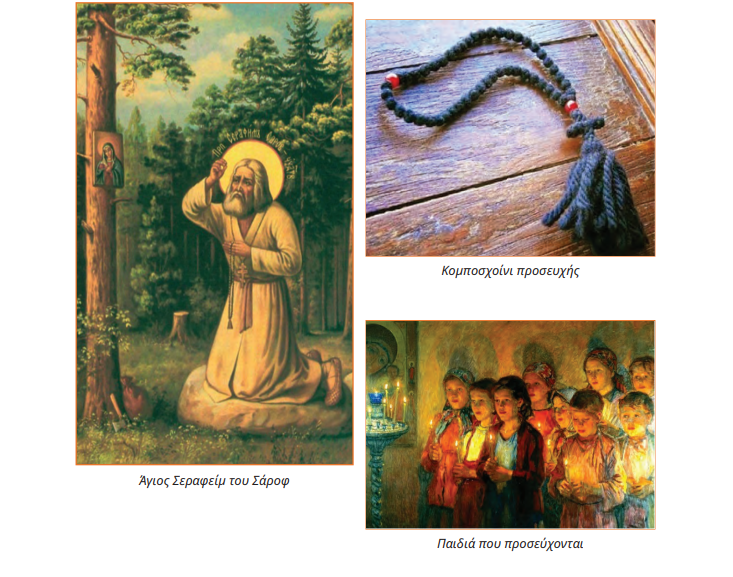 Κομποσχοίνι προσευχής
Άγιος Σεραφείμ του Σάροφ
Παιδιά που προσεύχονται